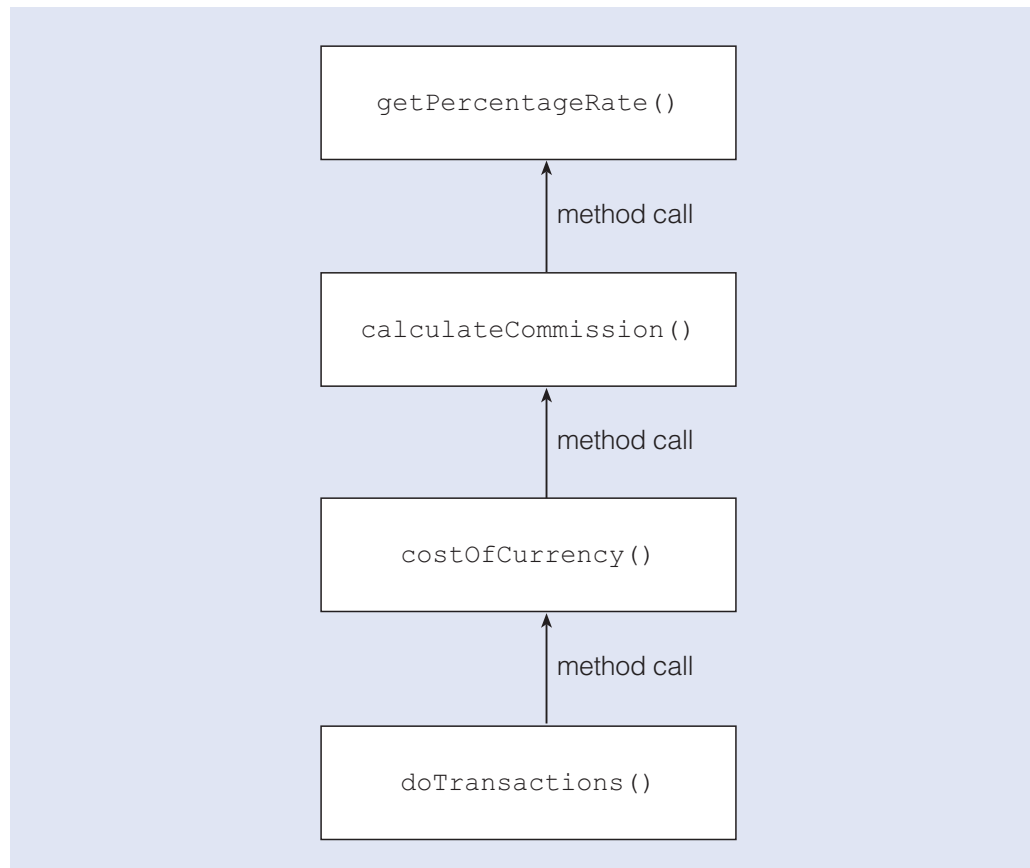 getPercentageRate()
method call
calculateCommission()
method call
costOfCurrency()
method call
doTransactions()